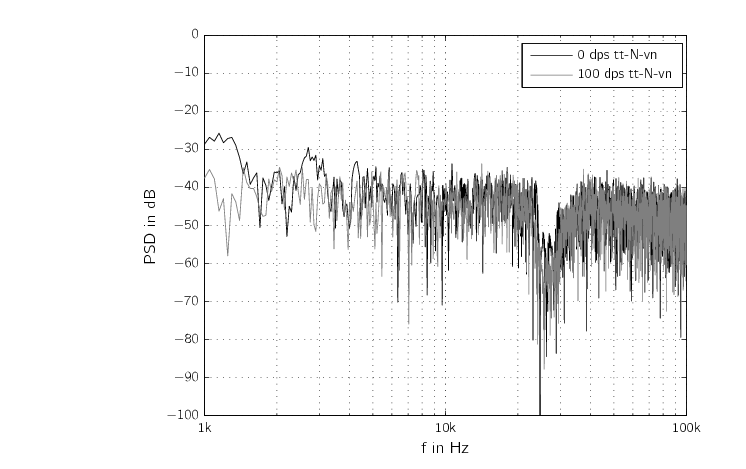 0
−10
−20
−30
−40
−50
−60
−70
−80
−90
−100
PSD in dB
0 dps tt-N-vn
100 dps tt-N-vn
1k
10k
100k
f in Hz